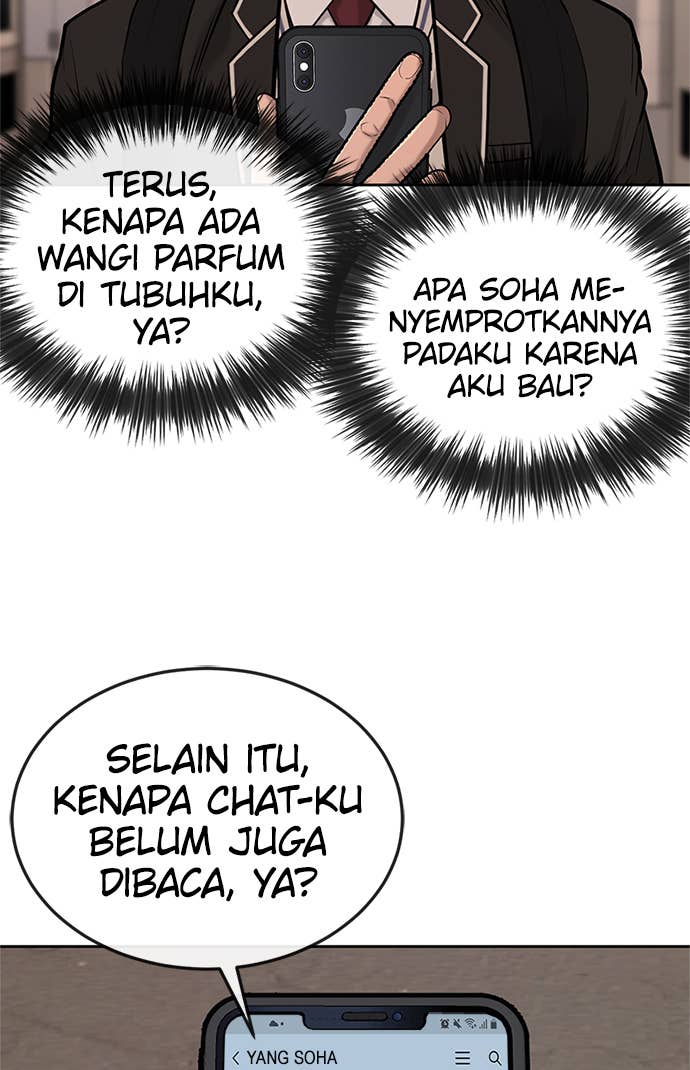 TERUS,
KENAPA ADA
WANGI PARFUM
DI TUBUHKU,
YA?
APA SOHA ME-
NYEMPROTKANNYA
PADAKU KARENA
AKU BAU?
SELAIN ITU,
KENAPA CHAT-KU
BELUM JUGA
DIBACA, YA?
< YANG SOHA